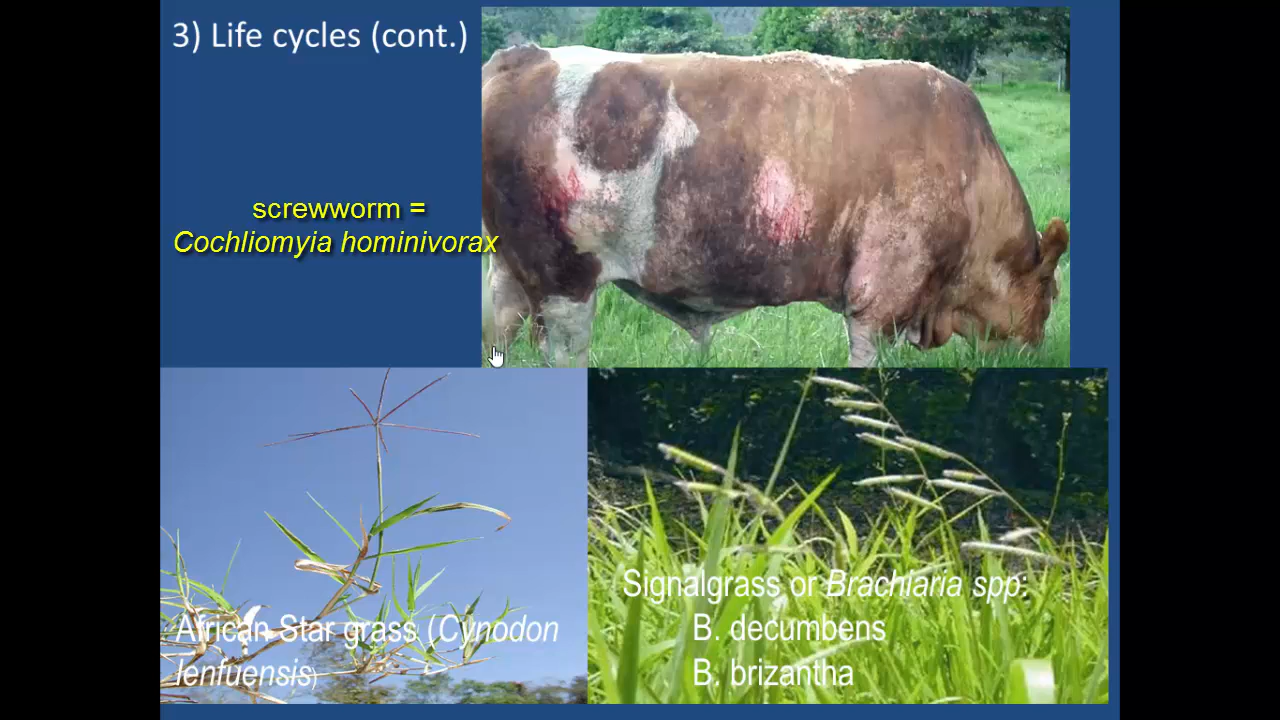 3) Life cycles (cont.)
screwworm =
Cochliomyia hominivorax
African Star grass (Cynodon
lenfuensis)
Signalgrass or Brachiaria spp:
B. decumbens
B. brizantha